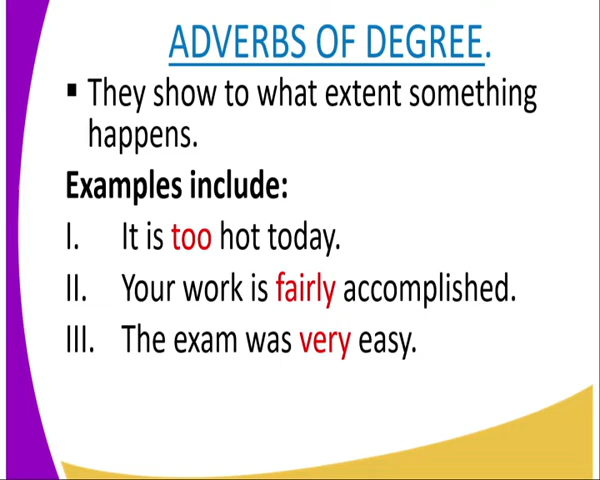 ADVERBS OF DEGREE.
▪ They show to what extent something
happens.
Examples include:
I. It is too hot today.
II. Your work is fairly accomplished.
III. The exam was very easy.